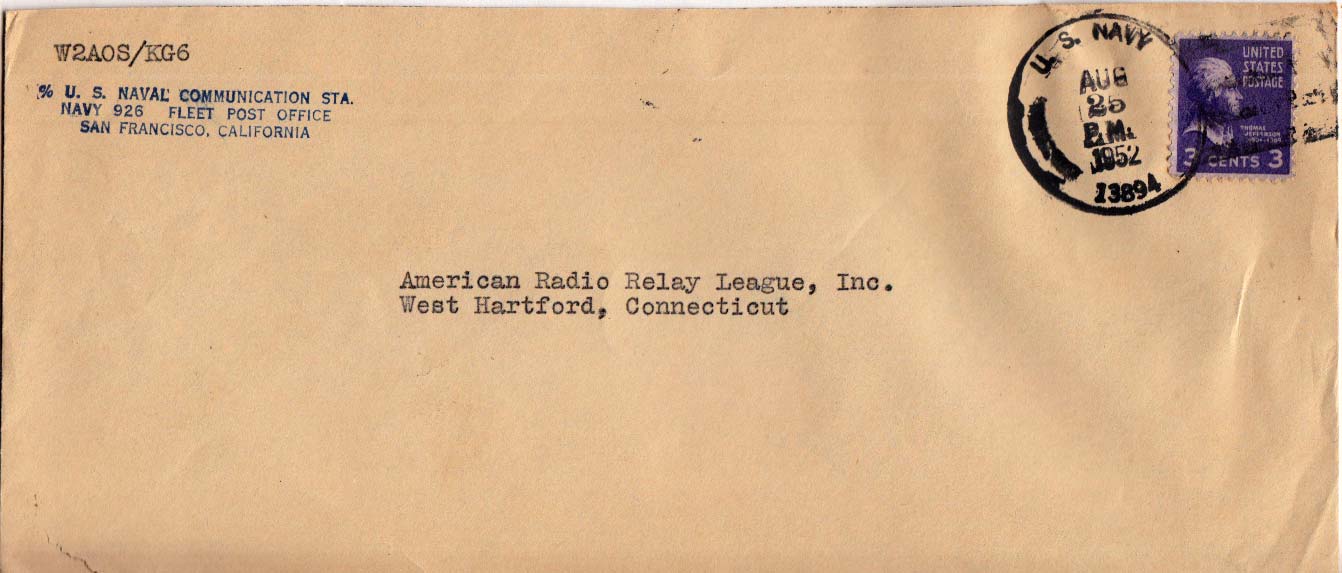 W2AOS/KG6
% U. S. NAVAL COMMUNICATION STA.
NAVY 926 FLEET POST OFFICE
SAN FRANCISCO, CALIFORNIA
U. S. NAVY
AUG
25
P.M.
1952
13894
UNITED
STATES
POSTAGE
THOMAS
JEFFERSON
3 CENTS 3
American Radio Relay League, Inc.
West Hartford, Connecticut